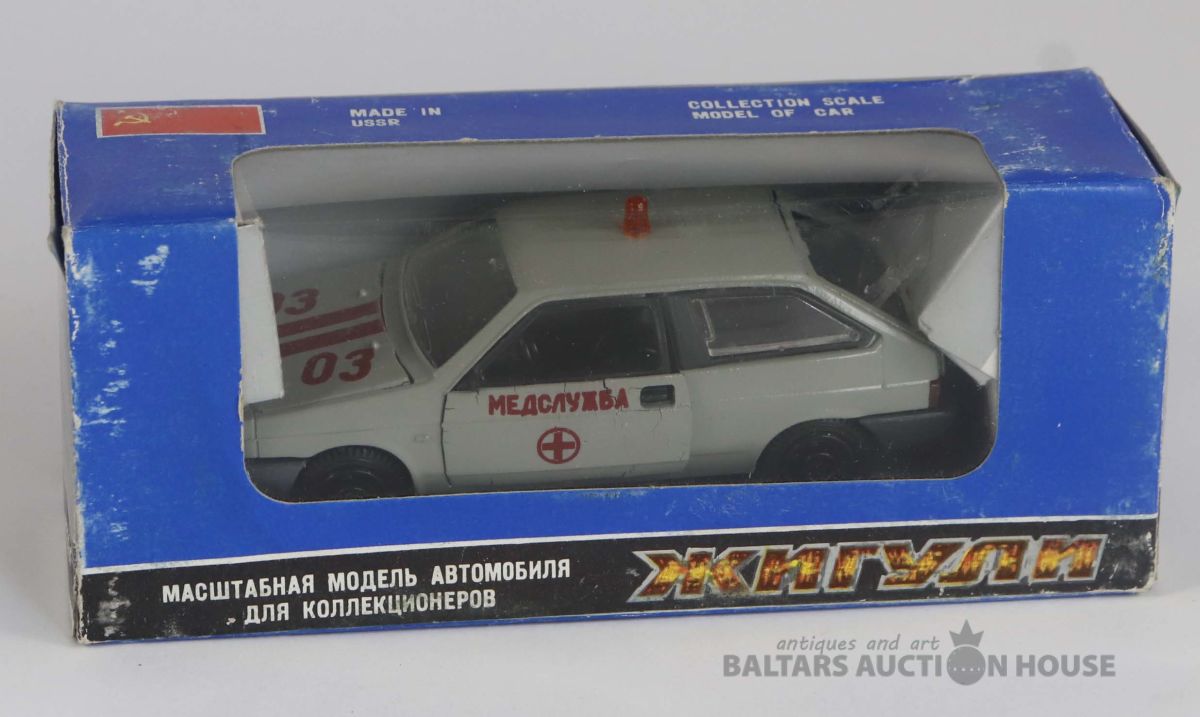 MADE IN
USSR
COLLECTION SCALE
MODEL OF CAR
03
03
МЕДСЛУЖБА
МАСШТАБНАЯ МОДЕЛЬ АВТОМОБИЛЯ
ДЛЯ КОЛЛЕКЦИОНЕРОВ
ЖИГУЛИ
antiques and art
BALTARS AUCTION HOUSE